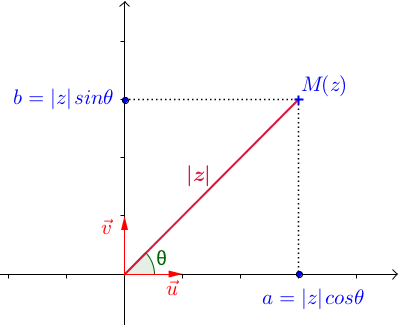 M(z)
b = |z| sinθ
|z|
v⃗
θ
u⃗
a = |z| cosθ